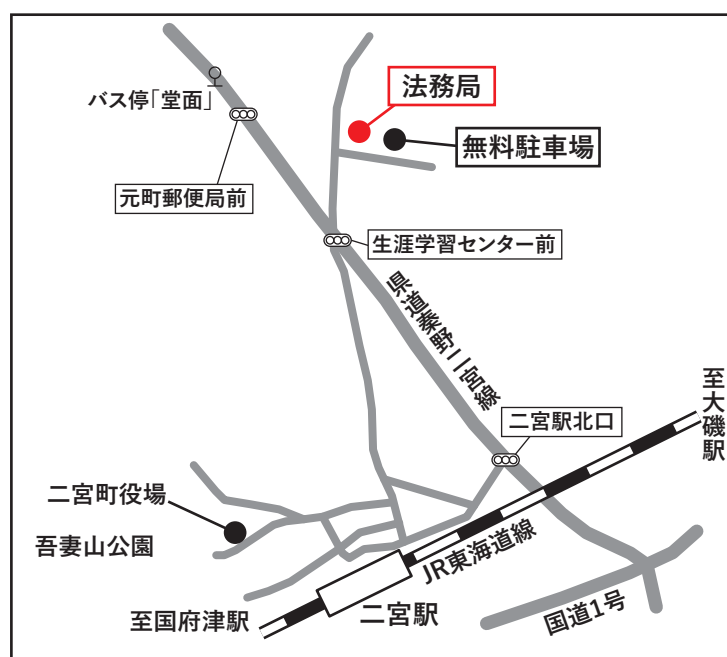 法務局
バス停「堂面」
無料駐車場
元町郵便局前
生涯学習センター前
県道秦野二宮線
至大磯駅
二宮駅北口
二宮町役場
吾妻山公園
JR東海道線
至国府津駅
二宮駅
国道1号